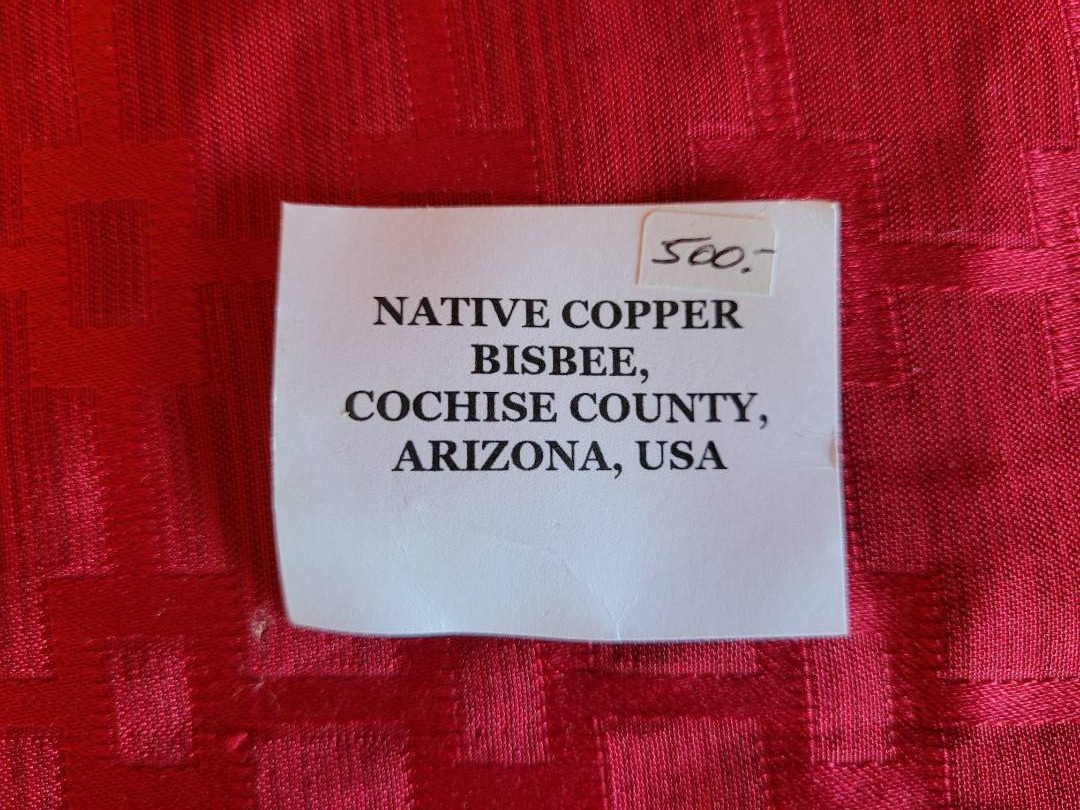 500.-
NATIVE COPPER
BISBEE,
COCHISE COUNTY,
ARIZONA, USA